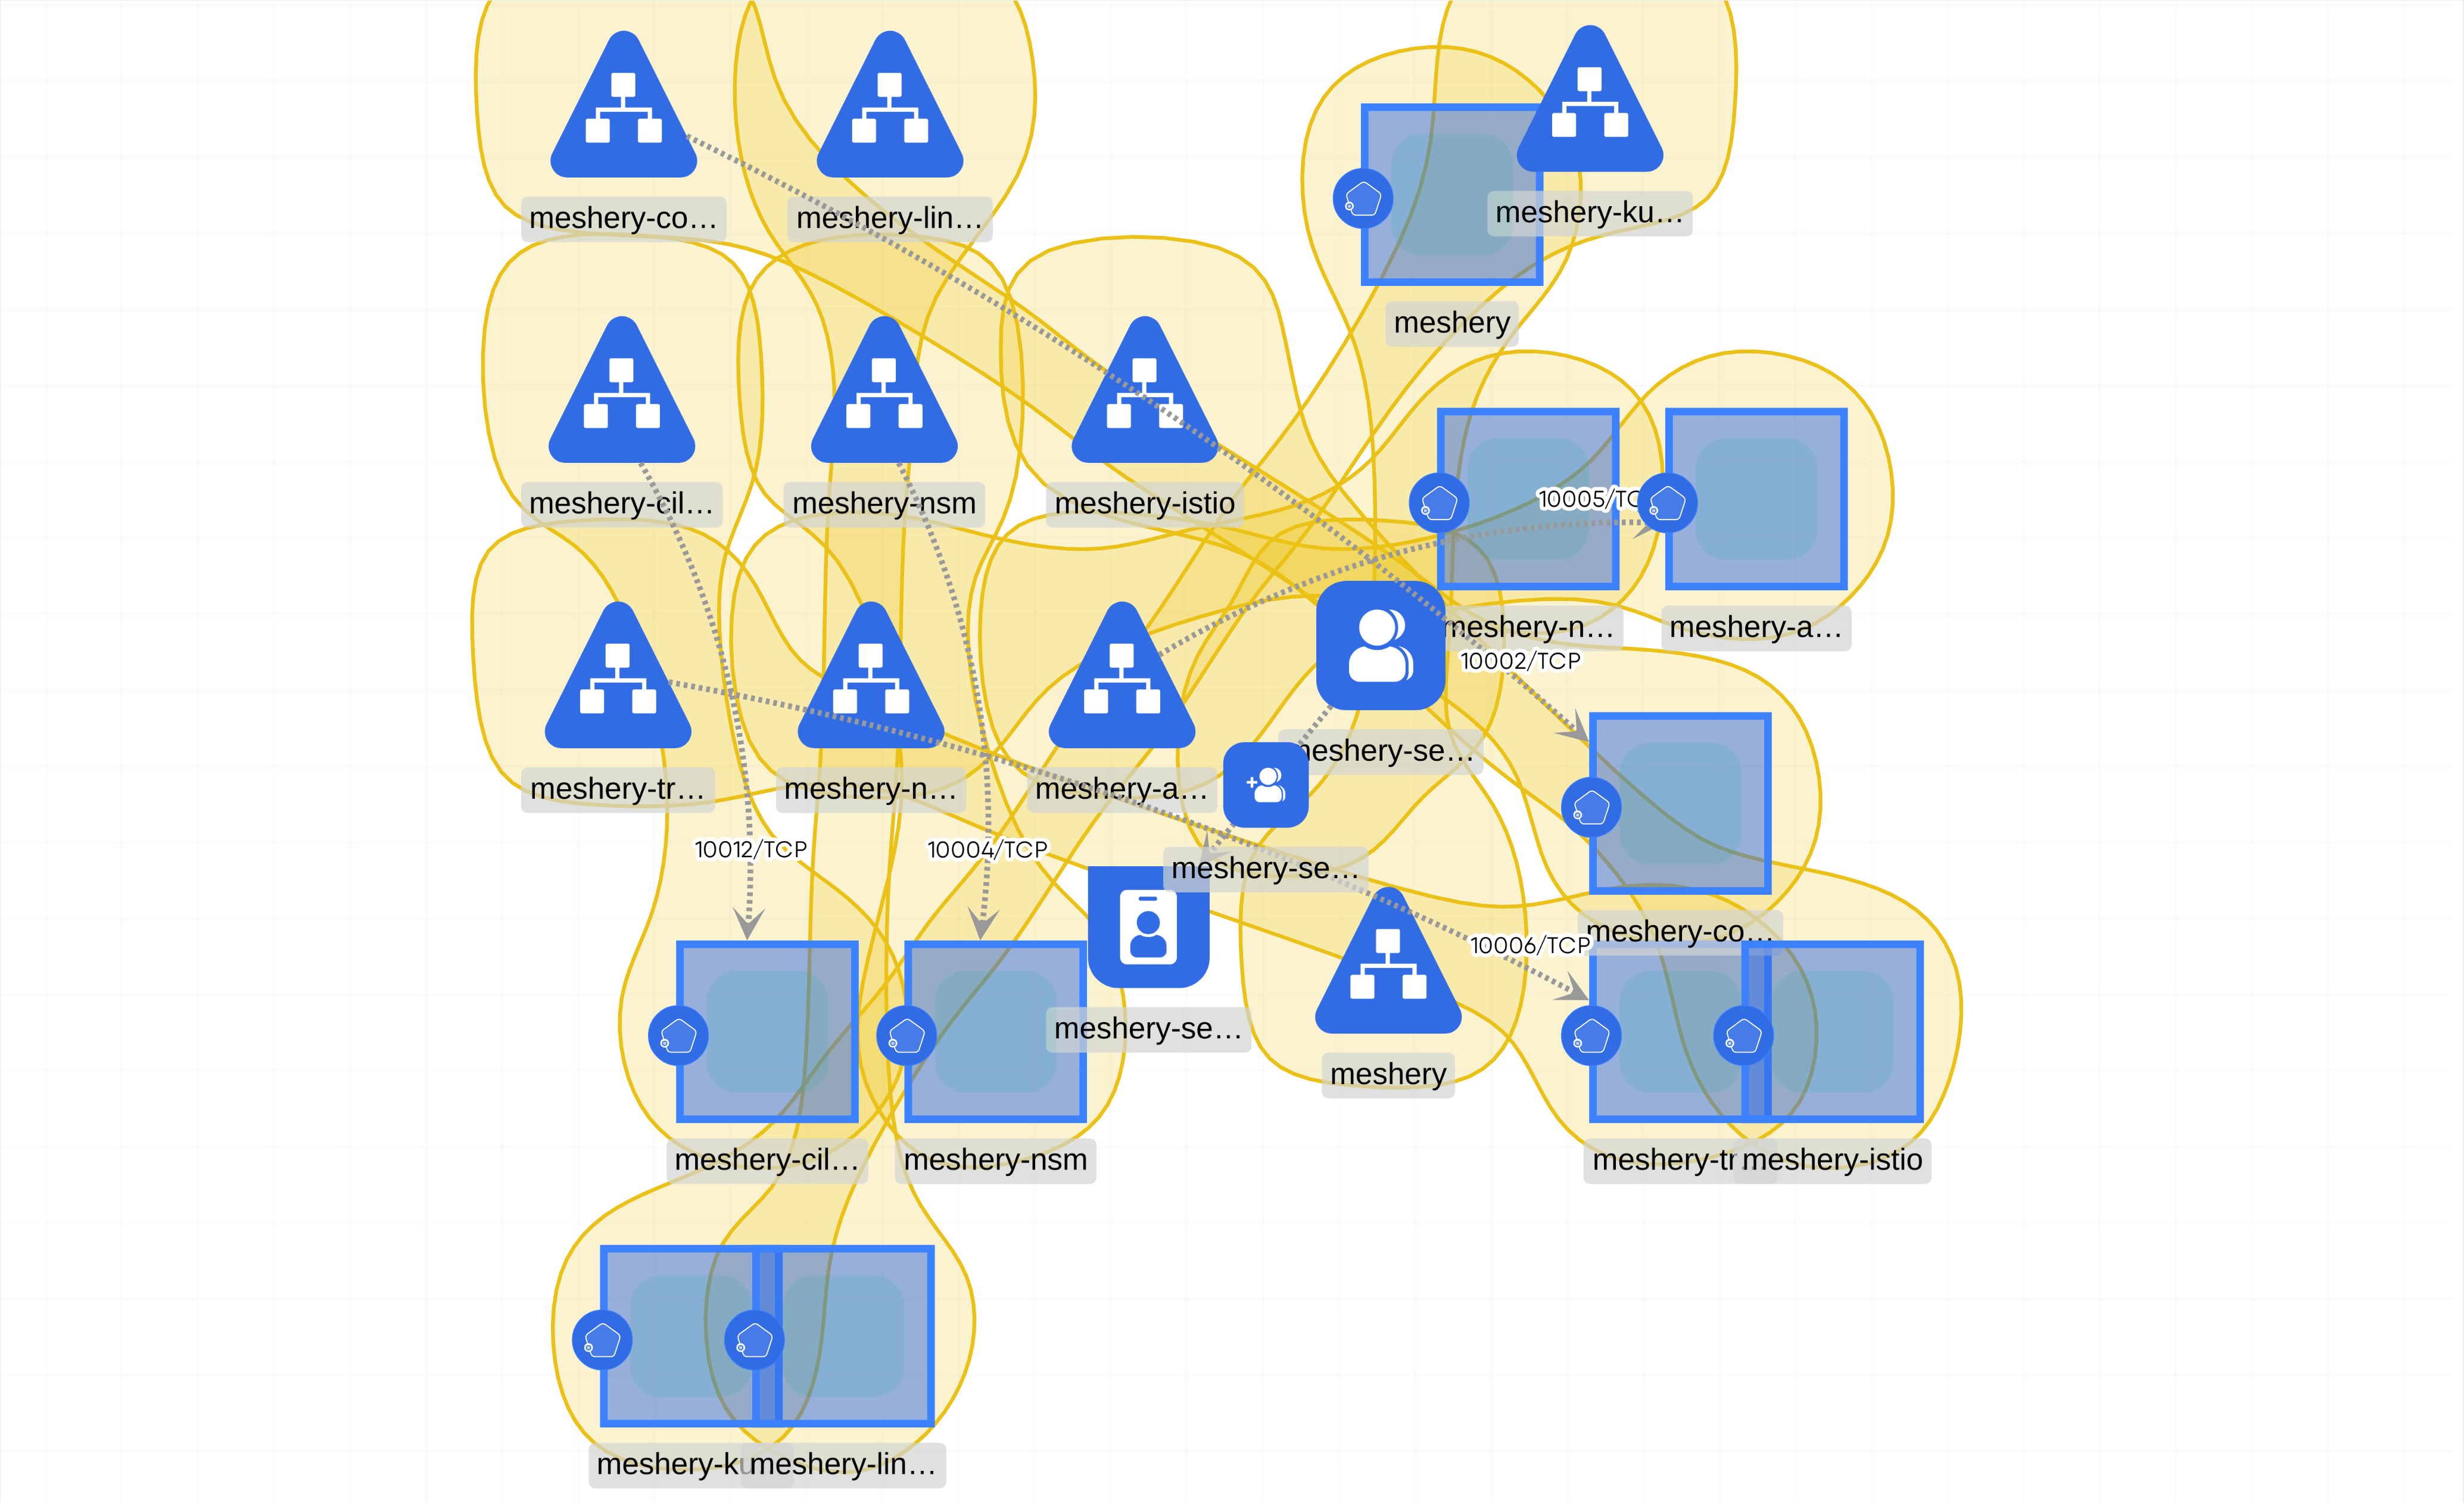 meshery-co…
meshery-lin…
meshery-ku…
meshery
meshery-cil…
meshery-nsm
meshery-istio
10005/TC
meshery-n…
meshery-a…
10002/TCP
meshery-se…
meshery-tr…
meshery-n…
meshery-a…
10012/TCP
10004/TCP
meshery-se…
meshery-co…
10006/TCP
meshery-se…
meshery
meshery-cil…
meshery-nsm
meshery-tr
meshery-istio
meshery-ku
meshery-lin…